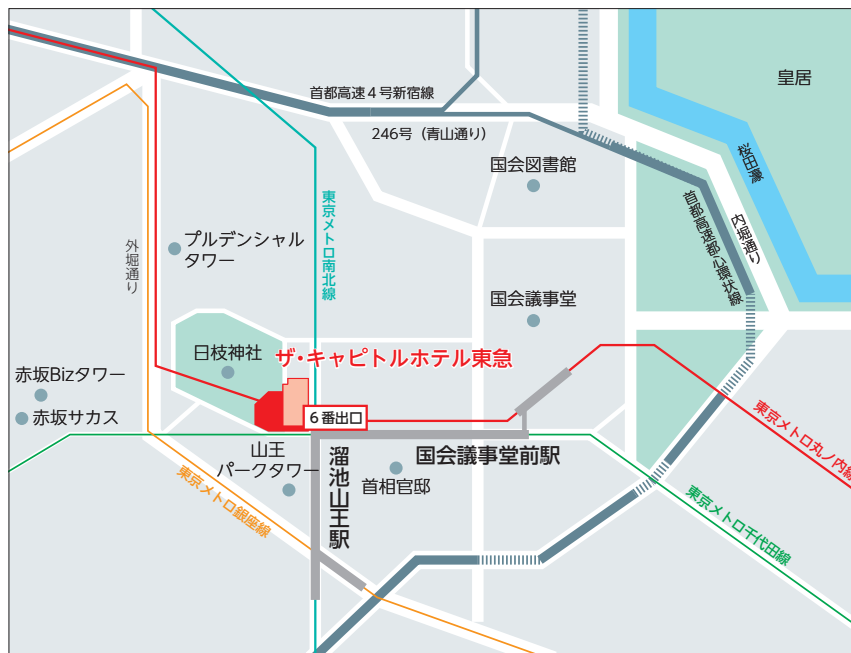 皇居
首都高速4号新宿線
246号（青山通り）
桜田濠
国会図書館
内堀通り
首都高速都心環状線
東京メトロ南北線
プルデンシャル
タワー
外堀通り
国会議事堂
日枝神社
ザ・キャピトルホテル東急
赤坂Bizタワー
赤坂サカス
6番出口
東京メトロ丸ノ内線
山王
パークタワー
溜池山王駅
国会議事堂前駅
首相官邸
東京メトロ銀座線
東京メトロ千代田線